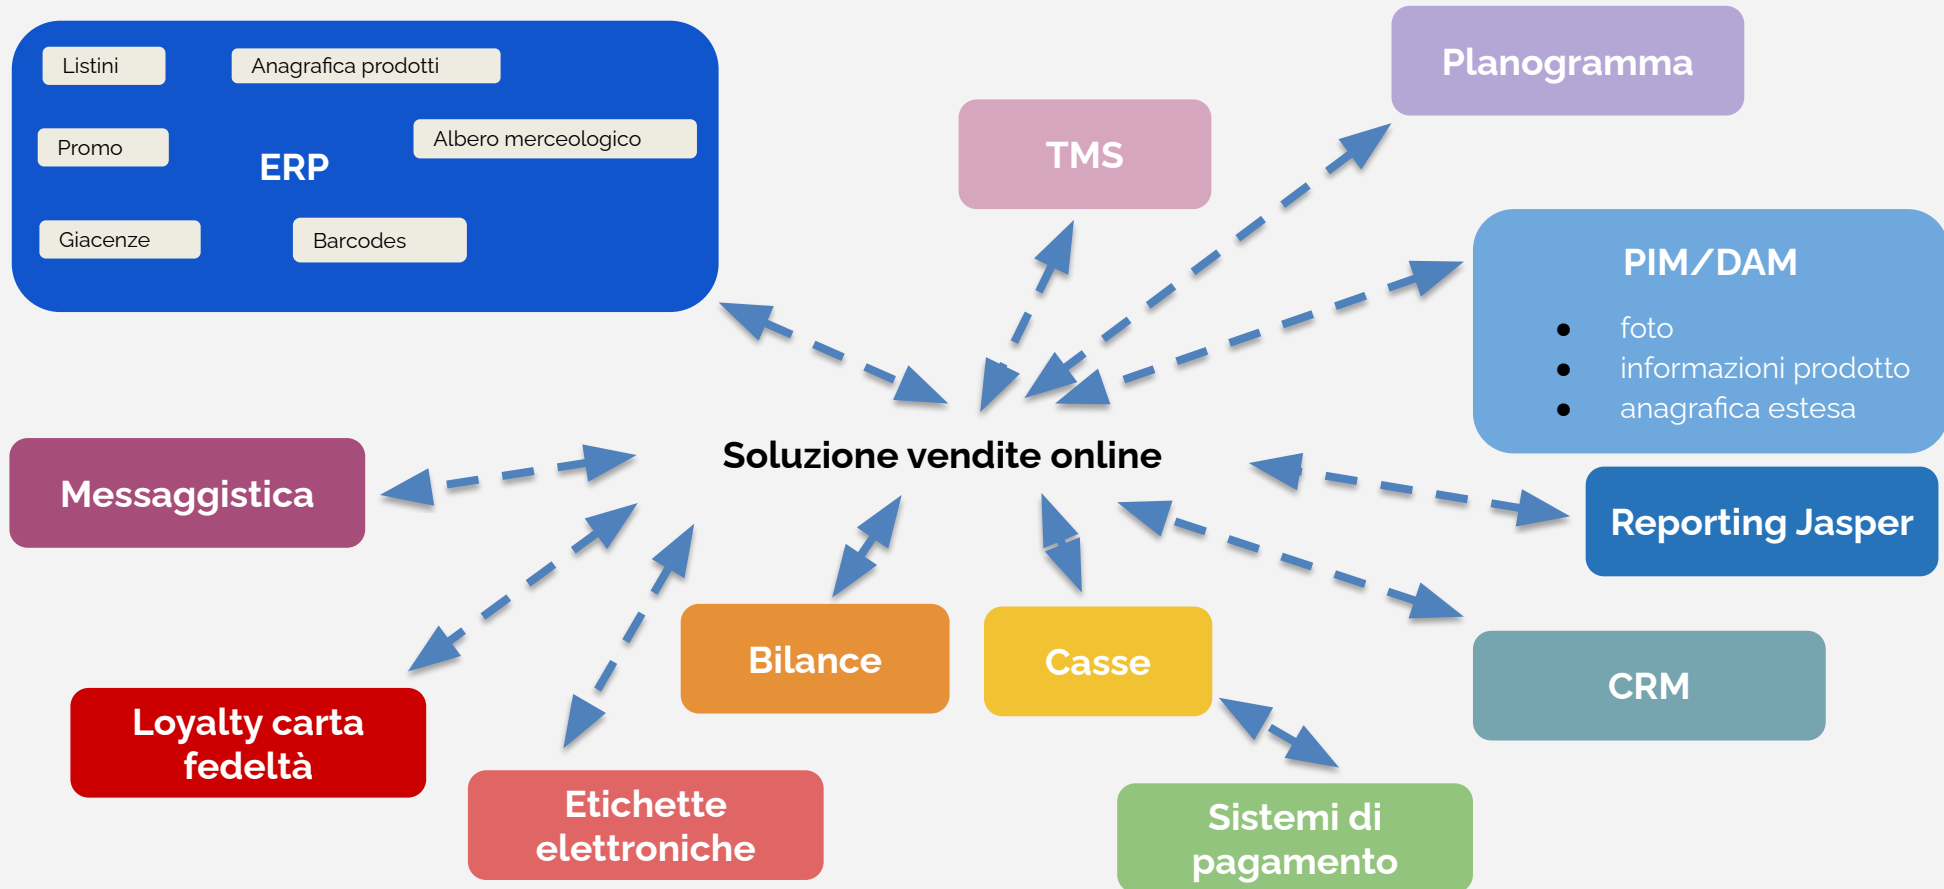 Listini
Anagrafica prodotti
Promo
ERP
Albero merceologico
Giacenze
Barcodes
TMS
Planogramma
PIM/DAM
● foto
● informazioni prodotto
● anagrafica estesa
Soluzione vendite online
Messaggistica
Reporting Jasper
Bilance
Casse
CRM
Loyalty carta
fedeltà
Etichette
elettroniche
Sistemi di
pagamento